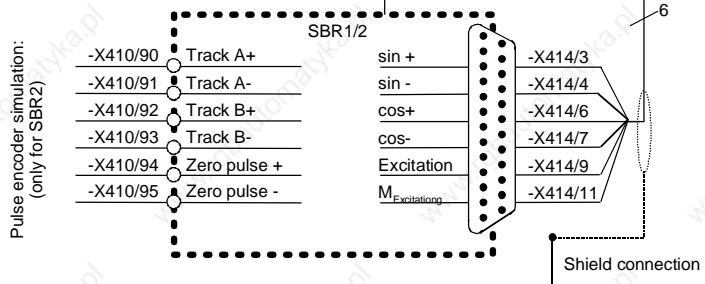 6
SBR1/2
Pulse encoder simulation:
(only for SBR2)
-X410/90 Track A+ sin + -X414/3
-X410/91 Track A- sin - -X414/4
-X410/92 Track B+ cos+ -X414/6
-X410/93 Track B- cos- -X414/7
-X410/94 Zero pulse + Excitation -X414/9
-X410/95 Zero pulse - MExcitationg -X414/11
Shield connection